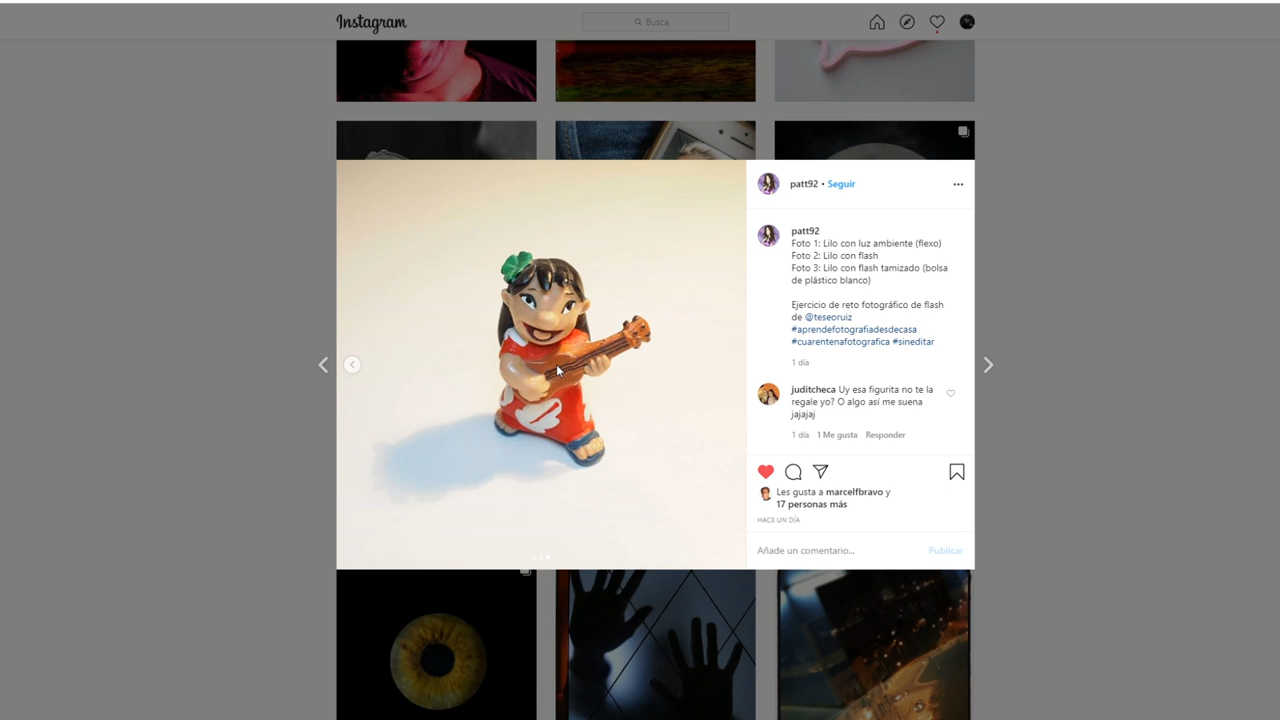 Instagram
Busca
patt92 • Seguir
patt92
Foto 1: Lilo con luz ambiente (flexo)
Foto 2: Lilo con flash
Foto 3: Lilo con flash tamizado (bolsa
de plástico blanco)
Ejercicio de reto fotográfico de flash
de @teseoruiz
#aprendefotografiadesdecasa
#cuarentenafotografica #sineditar
1 día
juditcheca Uy esa figurita no te la
regale yo? O algo así me suena
jajajaj
1 día 1 Me gusta Responder
Les gusta a marcelfbravo y
17 personas más
HACE UN DÍA
Añade un comentario... Publicar